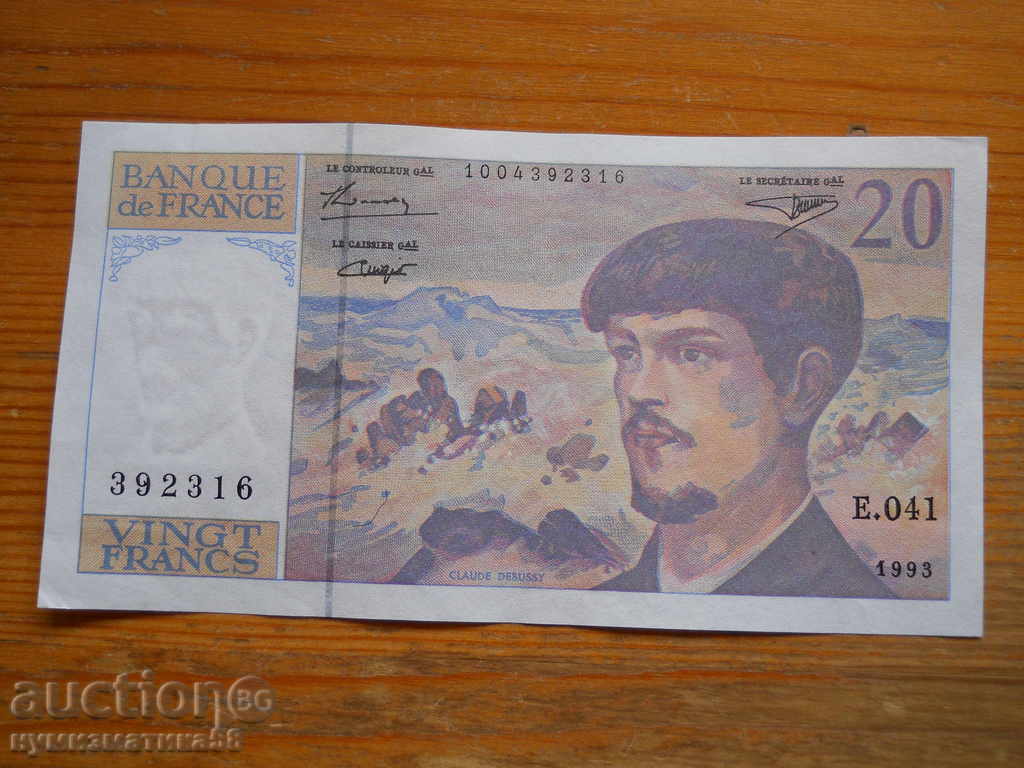 BANQUE
de FRANCE
LE CONTROLEUR GAL
1004392316
LE SECRÉTAIRE GAL
20
LE CAISSIER GAL
392316
E.041
VINGT
FRANCS
CLAUDE DEBUSSY
1993
auction BG
нумизматика58